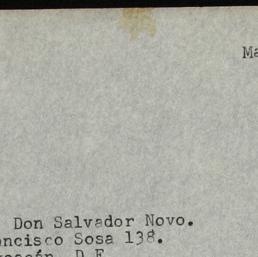 Ma
Don Salvador Novo.
ncisco Sosa 138.
D.F.